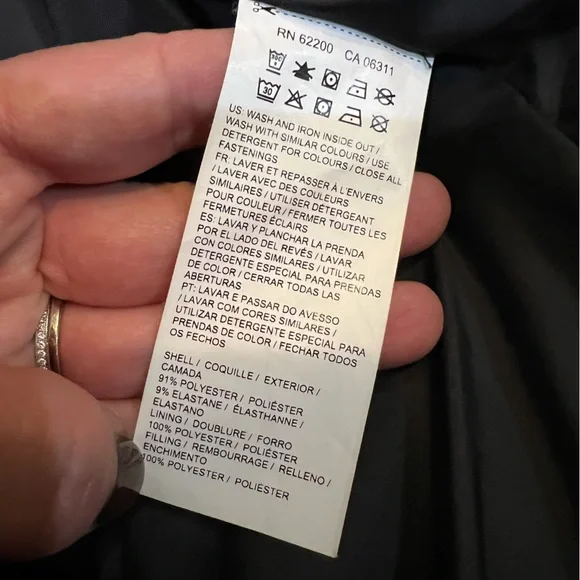 RN 62200 CA 06311
30
US: WASH AND IRON INSIDE OUT /
WASH WITH SIMILAR COLOURS / USE
DETERGENT FOR COLOURS / CLOSE ALL
FASTENINGS
FR: LAVER ET REPASSER À L'ENVERS
/ LAVER AVEC DES COULEURS
SIMILAIRES / UTILISER DÉTERGENT
POUR COULEUR / FERMER TOUTES LES
FERMETURES ÉCLAIRS
ES: LAVAR Y PLANCHAR LA PRENDA
POR EL LADO DEL REVÉS / LAVAR
CON COLORES SIMILARES / UTILIZAR
DETERGENTE ESPECIAL PARA PRENDAS
DE COLOR / CERRAR TODAS LAS
ABERTURAS
PT: LAVAR E PASSAR DO AVESSO
/ LAVAR COM CORES SIMILARES /
UTILIZAR DETERGENTE ESPECIAL PARA
PRENDAS DE COLOR / FECHAR TODOS
OS FECHOS
SHELL / COQUILLE / EXTERIOR /
CAMADA
91% POLYESTER / POLIÉSTER
9% ELASTANE / ÉLASTHANNE /
ELASTANO
LINING / DOUBLURE / FORRO
100% POLYESTER / POLIÉSTER
FILLING / REMBOURRAGE / RELLENO /
ENCHIMENTO
100% POLYESTER / POLIÉSTER